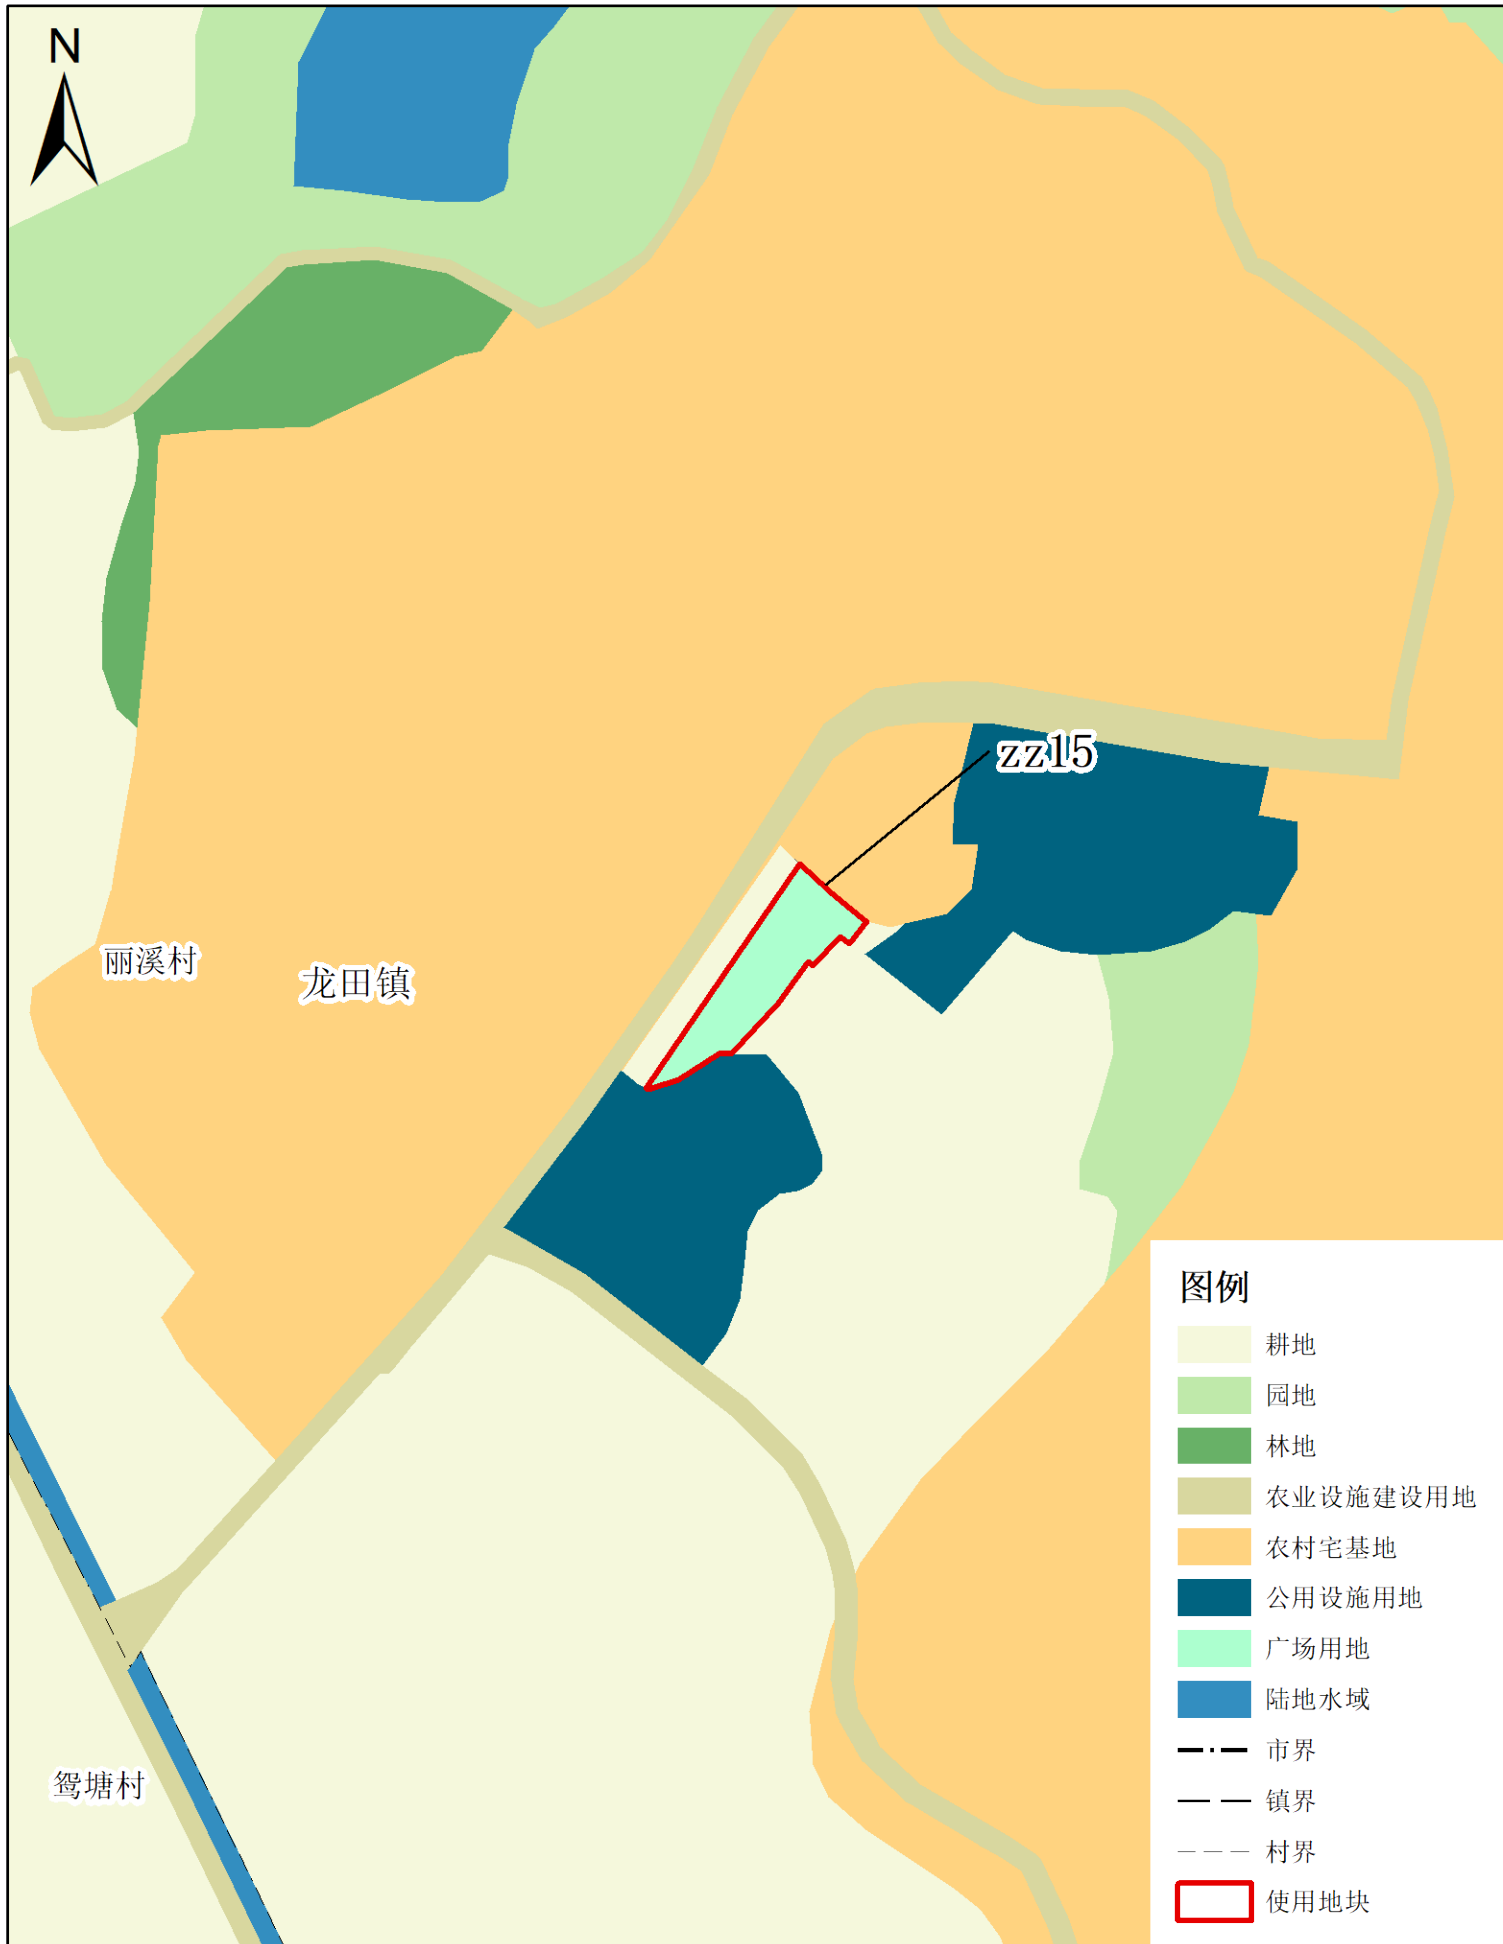 N
zz15
丽溪村
龙田镇
鸳塘村
图例
耕地
园地
林地
农业设施建设用地
农村宅基地
公用设施用地
广场用地
陆地水域
市界
镇界
村界
使用地块